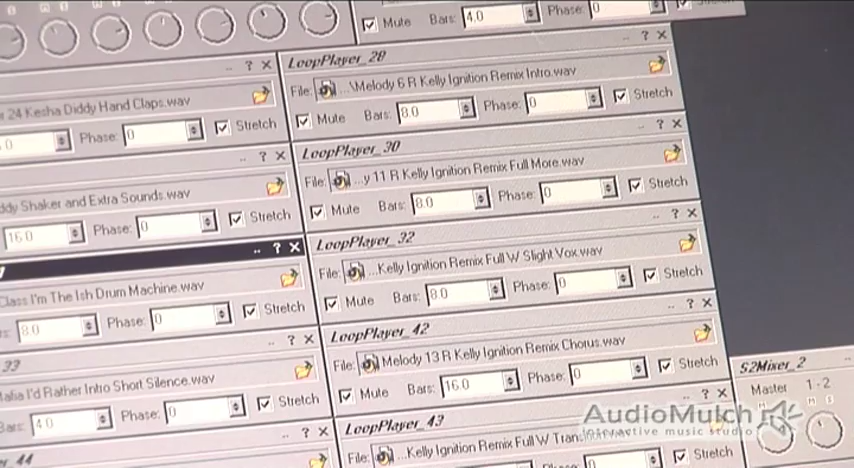 Mute Bars: 4.0 Phase: 0 Stretch
LoopPlayer_28
File: ...\Melody 6 R Kelly Ignition Remix Intro.wav
Mute Bars: 8.0 Phase: 0 Stretch
24 Kesha Diddy Hand Claps.wav
Phase: 0 Stretch
LoopPlayer_30
File: ...y 11 R Kelly Ignition Remix Full More.wav
Mute Bars: 8.0 Phase: 0 Stretch
ddy Shaker and Extra Sounds.wav
16.0 Phase: 0 Stretch
LoopPlayer_32
File: ...Kelly Ignition Remix Full W Slight Vox.wav
Mute Bars: 8.0 Phase: 0 Stretch
Class I'm The Ish Drum Machine.wav
8.0 Phase: 0 Stretch
LoopPlayer_42
File: Melody 13 R Kelly Ignition Remix Chorus.wav
Mute Bars: 16.0 Phase: 0 Stretch
33
afia I'd Rather Intro Short Silence.wav
Bars: 4.0 Phase: 0 Stretch
LoopPlayer_43
File: ...Kelly Ignition Remix Full W
Phase: 0 Stretch
44
S2Mixer_2
Master 1-2
M M S
AudioMulch
interactive music studio